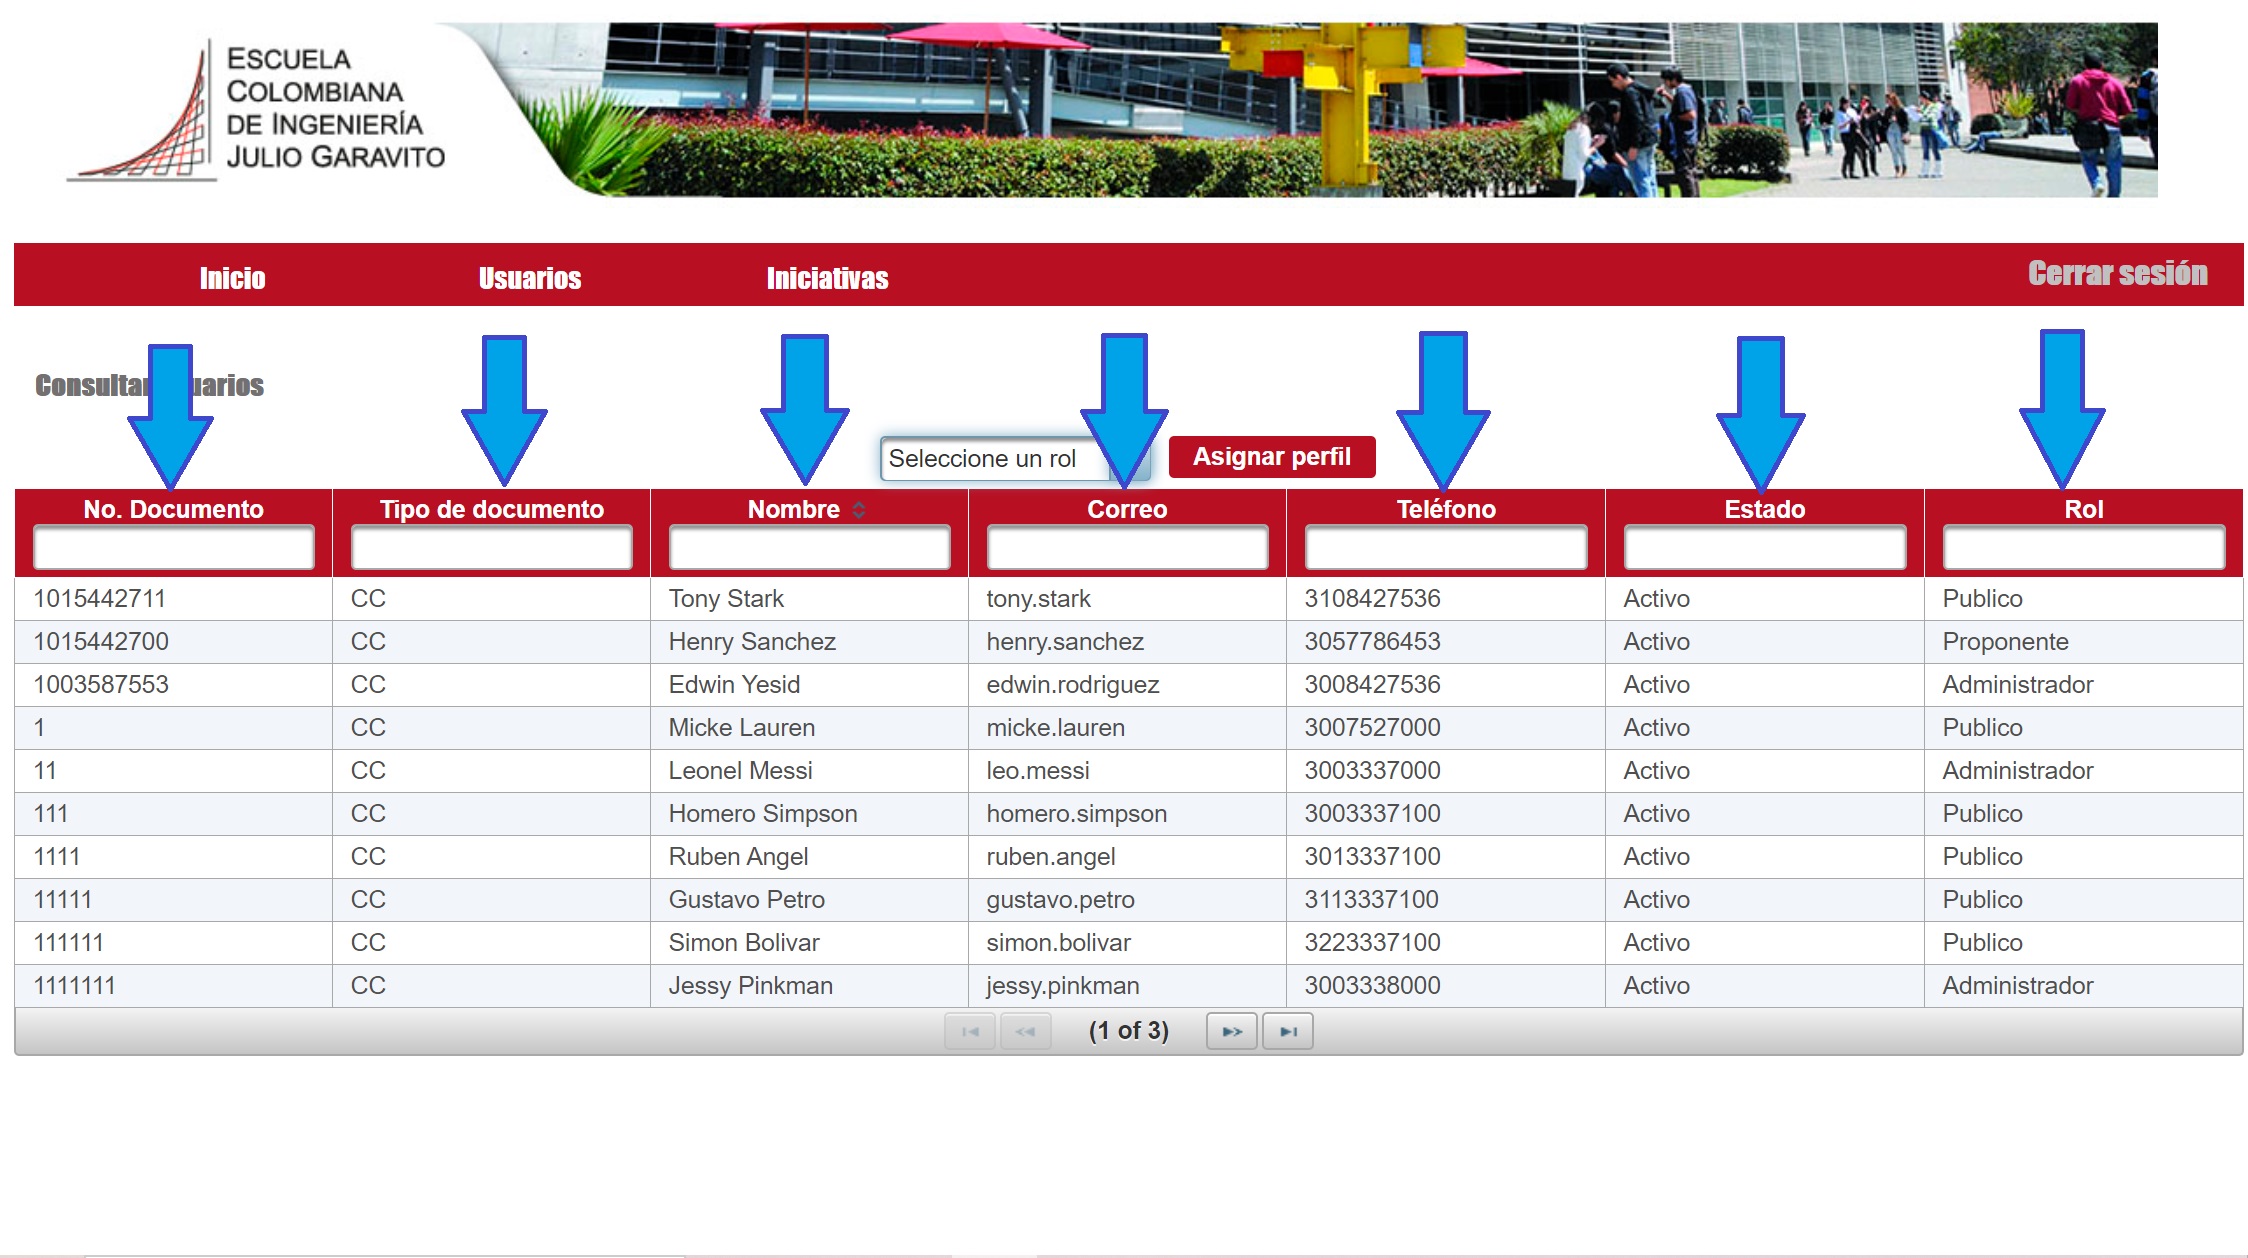 ESCUELA
COLOMBIANA
DE INGENIERÍA
JULIO GARAVITO
Inicio Usuarios Iniciativas Cerrar sesión
Seleccione un rol Asignar perfil
No. Documento Tipo de documento Nombre Correo Teléfono Estado Rol
1015442711 CC Tony Stark tony.stark 3108427536 Activo Publico
1015442700 CC Henry Sanchez henry.sanchez 3057786453 Activo Proponente
1003587553 CC Edwin Yesid edwin.rodriguez 3008427536 Activo Administrador
1 CC Micke Lauren micke.lauren 3007527000 Activo Publico
11 CC Leonel Messi leo.messi 3003337000 Activo Administrador
111 CC Homero Simpson homero.simpson 3003337100 Activo Publico
1111 CC Ruben Angel ruben.angel 3013337100 Activo Publico
11111 CC Gustavo Petro gustavo.petro 3113337100 Activo Publico
111111 CC Simon Bolivar simon.bolivar 3223337100 Activo Publico
1111111 CC Jessy Pinkman jessy.pinkman 3003338000 Activo Administrador
(1 of 3)